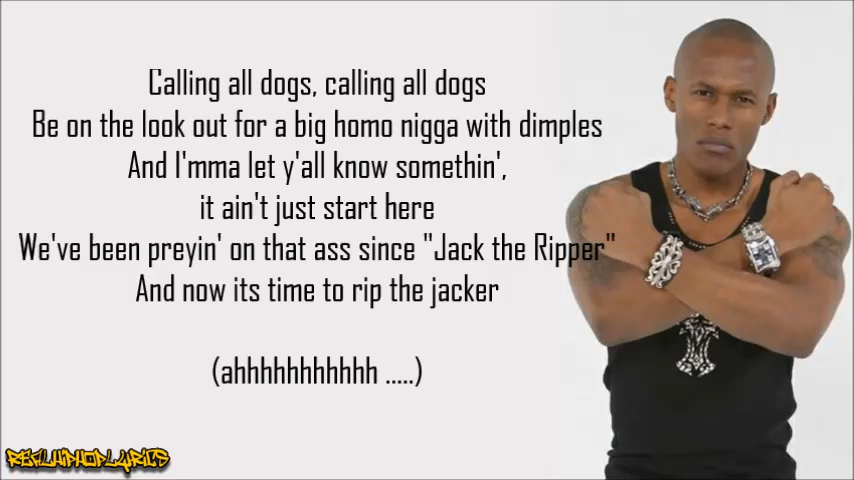 Calling all dogs, calling all dogs
Be on the look out for a big homo nigga with dimples
And I'mma let y'all know somethin',
it ain't just start here
We've been preyin' on that ass since "Jack the Ripper"
And now its time to rip the jacker
(ahhhhhhhhhhh .....)
REALHIPHOPLYRICS